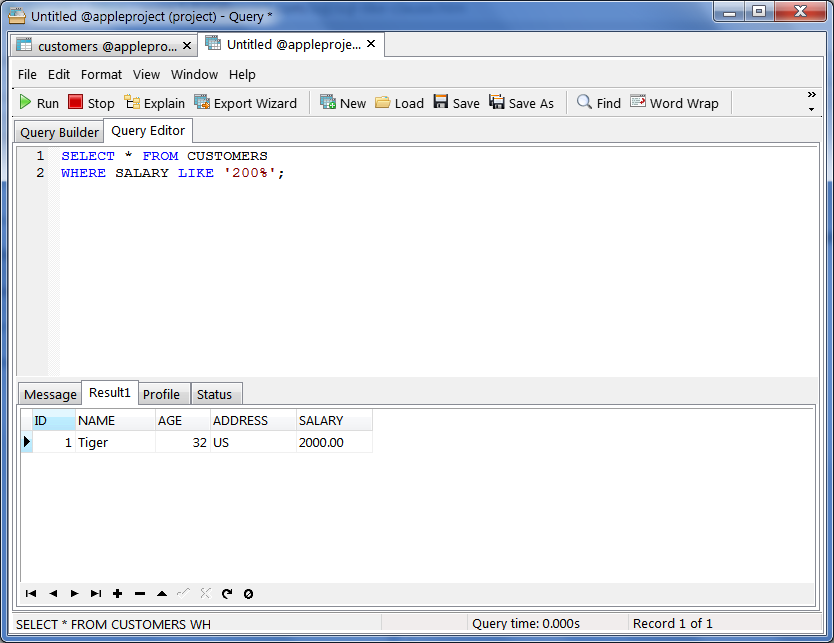 Untitled @appleproject (project) - Query *
customers @applepro... Untitled @appleproje...
File Edit Format View Window Help
Run Stop Explain Export Wizard New Load Save Save As Find Word Wrap
Query Builder Query Editor
1 SELECT * FROM CUSTOMERS
2 WHERE SALARY LIKE '200%';
Message Result1 Profile Status
ID NAME AGE ADDRESS SALARY
1 Tiger 32 US 2000.00
SELECT * FROM CUSTOMERS WH Query time: 0.000s Record 1 of 1